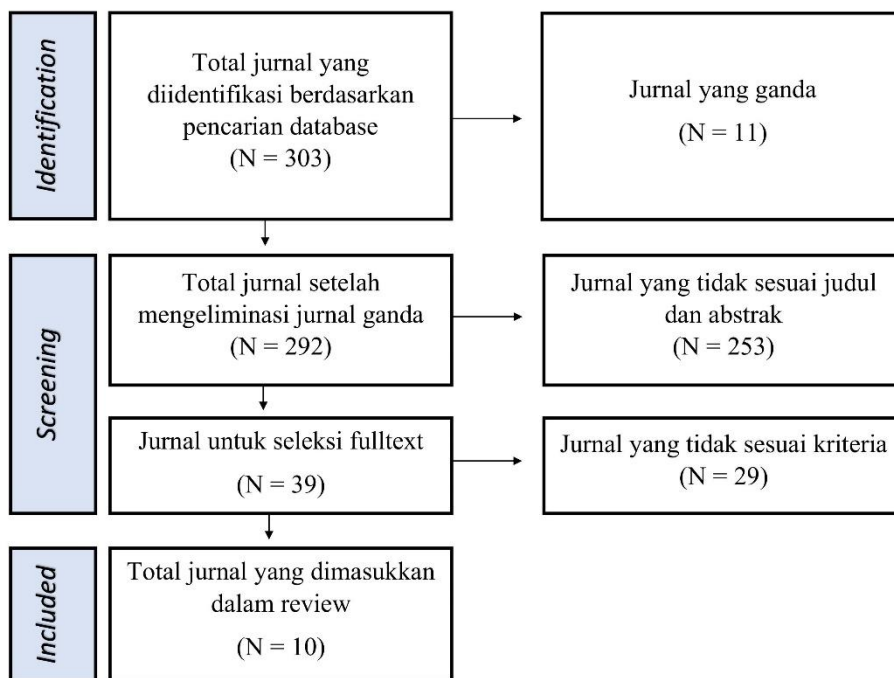 Identification
Total jurnal yang
diidentifikasi berdasarkan
pencarian database
(N = 303)
Jurnal yang ganda
(N = 11)
Screening
Total jurnal setelah
mengeliminasi jurnal ganda
(N = 292)
Jurnal yang tidak sesuai judul
dan abstrak
(N = 253)
Jurnal untuk seleksi fulltext
(N = 39)
Jurnal yang tidak sesuai kriteria
(N = 29)
Included
Total jurnal yang dimasukkan
dalam review
(N = 10)